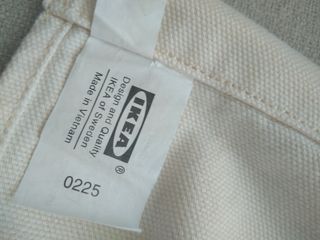 IKEA®
Design and Quality
IKEA of Sweden
Made in Vietnam
0225